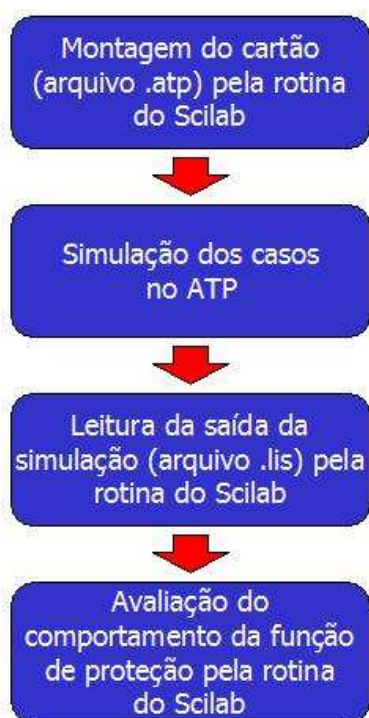 Montagem do cartão
(arquivo .atp) pela rotina
do Scilab
Simulação dos casos
no ATP
Leitura da saída da
simulação (arquivo .lis) pela
rotina do Scilab
Avaliação do
comportamento da função
de proteção pela rotina
do Scilab